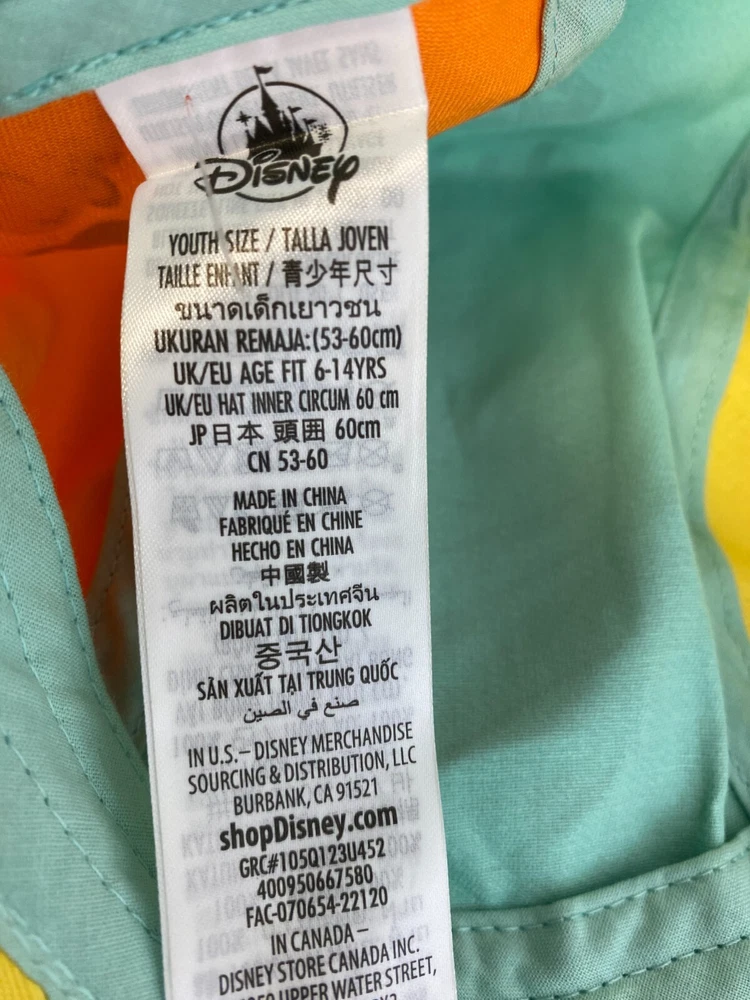 DISNEY
YOUTH SIZE / TALLA JOVEN
TAILLE ENFANT / 青少年尺寸
ขนาดเด็กเยาวชน
UKURAN REMAJA:(53-60cm)
UK/EU AGE FIT 6-14YRS
UK/EU HAT INNER CIRCUM 60 cm
JP日本 頭囲 60cm
CN 53-60
MADE IN CHINA
FABRIQUÉ EN CHINE
HECHO EN CHINA
中國製
ผลิตในประเทศจีน
DIBUAT DI TIONGKOK
중국산
SẢN XUẤT TẠI TRUNG QUỐC
صنع في الصين
IN U.S.– DISNEY MERCHANDISE
SOURCING & DISTRIBUTION, LLC
BURBANK, CA 91521
shopDisney.com
GRC#105Q123U452
400950667580
FAC-070654-22120
IN CANADA –
DISNEY STORE CANADA INC.
UPPER WATER STREET,